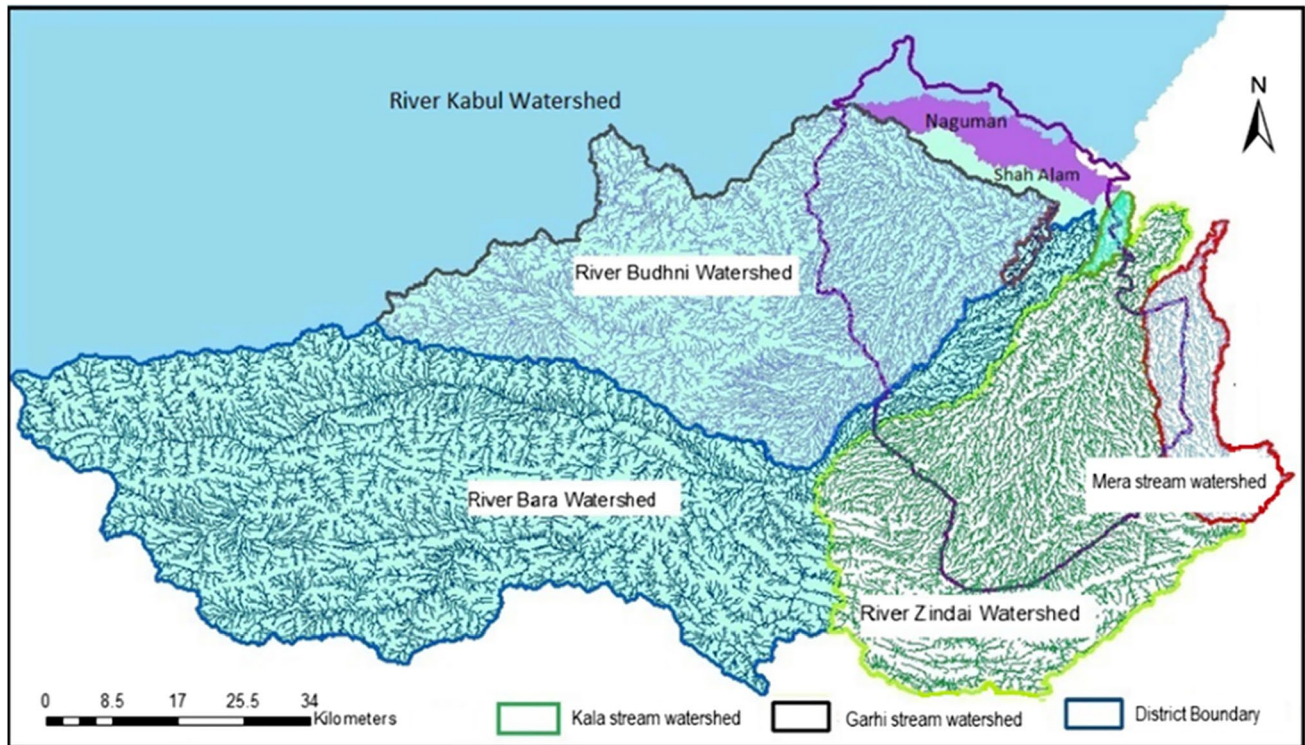 River Kabul Watershed
N
Naguman
Shah Alam
River Budhni Watershed
Mera stream watershed
River Bara Watershed
River Zindai Watershed
0 8.5 17 25.5 34
Kilometers
Kala stream watershed
Garhi stream watershed
District Boundary